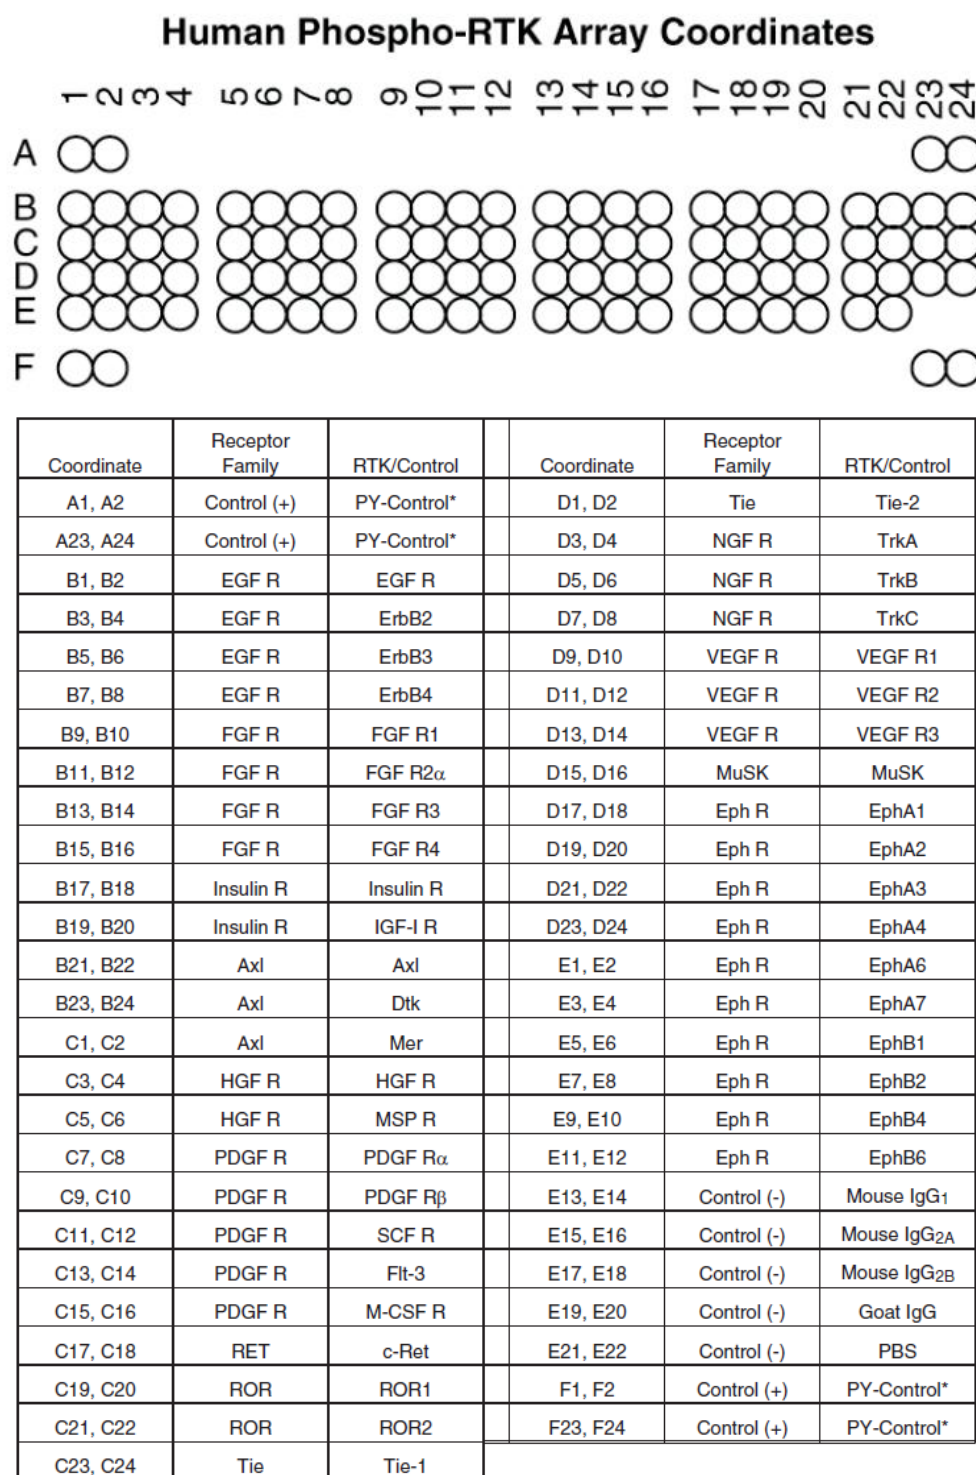 Human Phospho-RTK Array Coordinates
1 2 3 4 5 6 7 8 9 10 11 12 13 14 15 16 17 18 19 20 21 22 23 24
A
B
C
D
E
F
Coordinate Receptor Family RTK/Control Coordinate Receptor Family RTK/Control
A1, A2 Control (+) PY-Control* D1, D2 Tie Tie-2
A23, A24 Control (+) PY-Control* D3, D4 NGF R TrkA
B1, B2 EGF R EGF R D5, D6 NGF R TrkB
B3, B4 EGF R ErbB2 D7, D8 NGF R TrkC
B5, B6 EGF R ErbB3 D9, D10 VEGF R VEGF R1
B7, B8 EGF R ErbB4 D11, D12 VEGF R VEGF R2
B9, B10 FGF R FGF R1 D13, D14 VEGF R VEGF R3
B11, B12 FGF R FGF R2α D15, D16 MuSK MuSK
B13, B14 FGF R FGF R3 D17, D18 Eph R EphA1
B15, B16 FGF R FGF R4 D19, D20 Eph R EphA2
B17, B18 Insulin R Insulin R D21, D22 Eph R EphA3
B19, B20 Insulin R IGF-I R D23, D24 Eph R EphA4
B21, B22 Axl Axl E1, E2 Eph R EphA6
B23, B24 Axl Dtk E3, E4 Eph R EphA7
C1, C2 Axl Mer E5, E6 Eph R EphB1
C3, C4 HGF R HGF R E7, E8 Eph R EphB2
C5, C6 HGF R MSP R E9, E10 Eph R EphB4
C7, C8 PDGF R PDGF Rα E11, E12 Eph R EphB6
C9, C10 PDGF R PDGF Rβ E13, E14 Control (-) Mouse IgG1
C11, C12 PDGF R SCF R E15, E16 Control (-) Mouse IgG2A
C13, C14 PDGF R Flt-3 E17, E18 Control (-) Mouse IgG2B
C15, C16 PDGF R M-CSF R E19, E20 Control (-) Goat IgG
C17, C18 RET c-Ret E21, E22 Control (-) PBS
C19, C20 ROR ROR1 F1, F2 Control (+) PY-Control*
C21, C22 ROR ROR2 F23, F24 Control (+) PY-Control*
C23, C24 Tie Tie-1